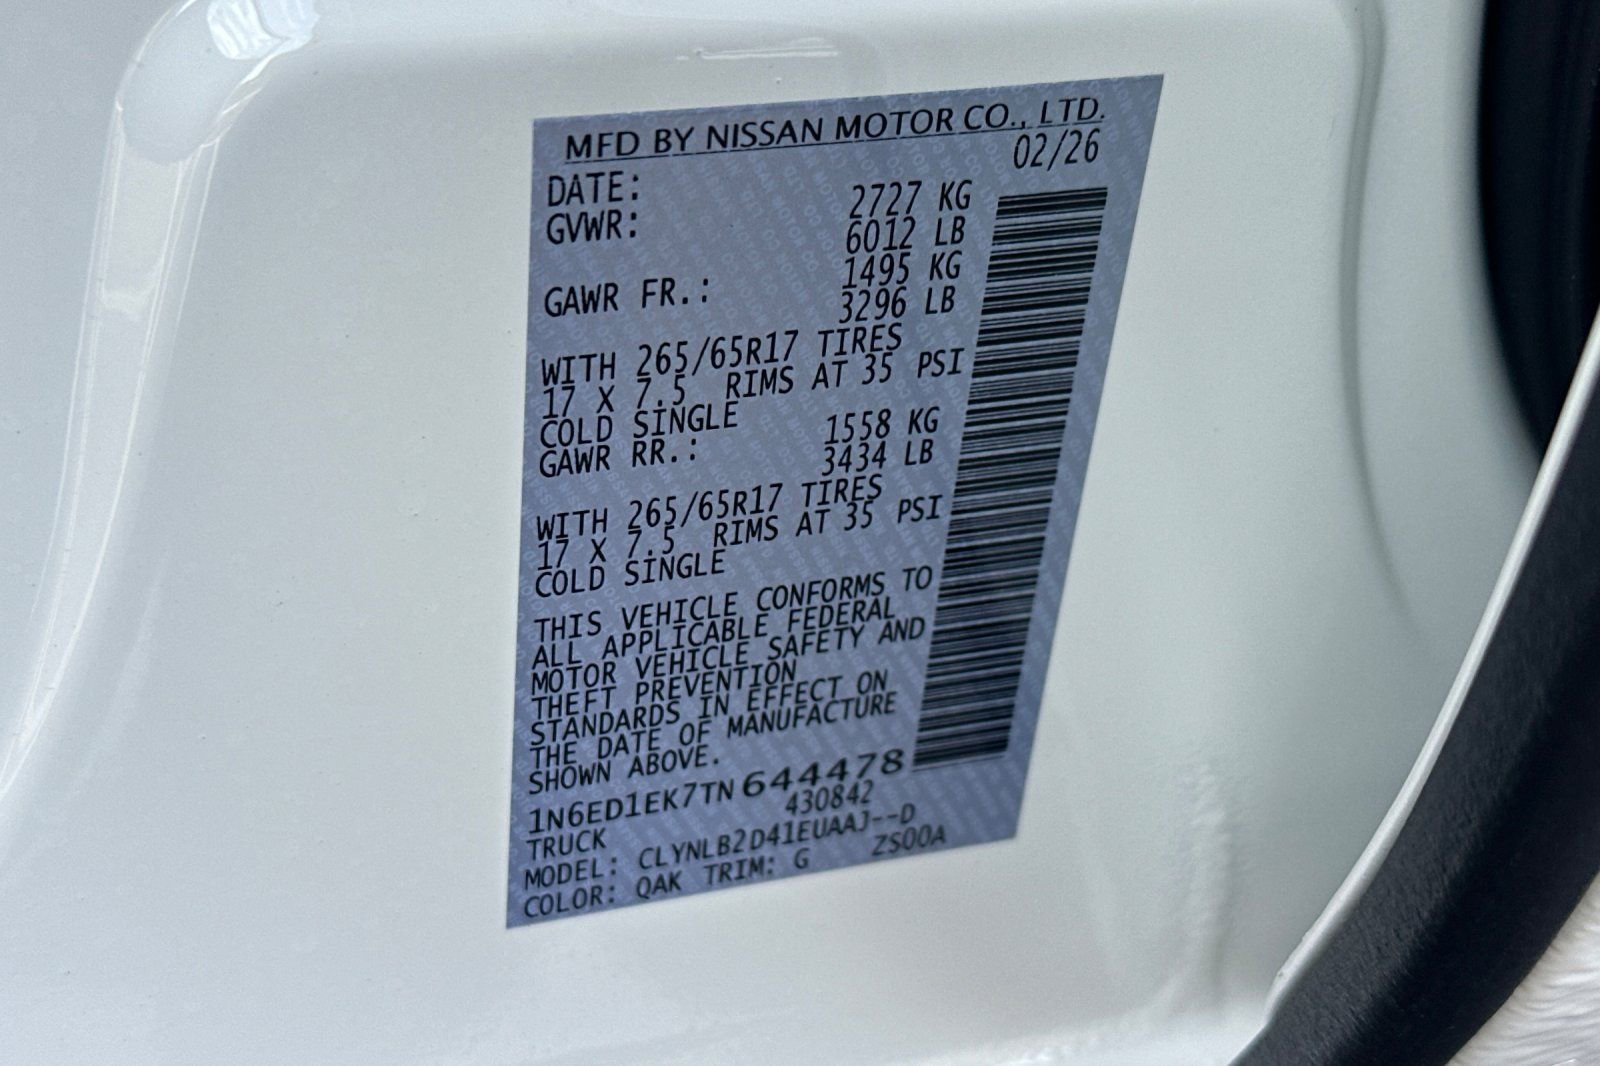 MFD BY NISSAN MOTOR CO., LTD.
DATE: 02/26
GVWR: 2727 KG
6012 LB
GAWR FR.: 1495 KG
3296 LB
WITH 265/65R17 TIRES
17 X 7.5 RIMS AT 35 PSI
COLD SINGLE
GAWR RR.: 1558 KG
3434 LB
WITH 265/65R17 TIRES
17 X 7.5 RIMS AT 35 PSI
COLD SINGLE
THIS VEHICLE CONFORMS TO
ALL APPLICABLE FEDERAL
MOTOR VEHICLE SAFETY AND
THEFT PREVENTION
STANDARDS IN EFFECT ON
THE DATE OF MANUFACTURE
SHOWN ABOVE.
1N6ED1EK7TN644478
TRUCK 430842
MODEL: CLYNLB2D41EUAAJ--D
COLOR: QAK TRIM: G ZS00A